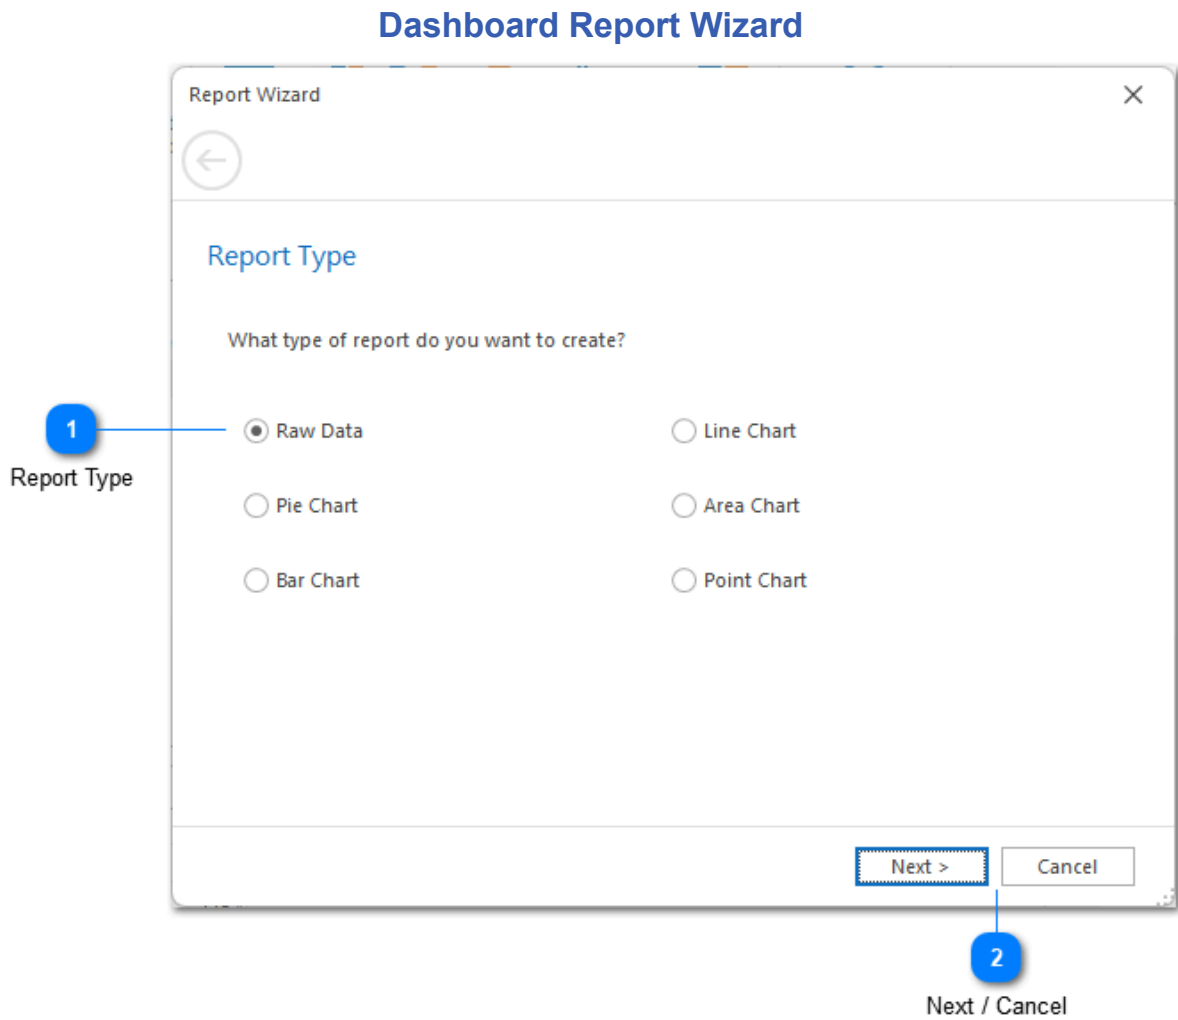 Dashboard Report Wizard
Report Wizard
Report Type
What type of report do you want to create?
Raw Data
Line Chart
1
Report Type
Pie Chart
Area Chart
Bar Chart
Point Chart
Next >
Cancel
2
Next / Cancel